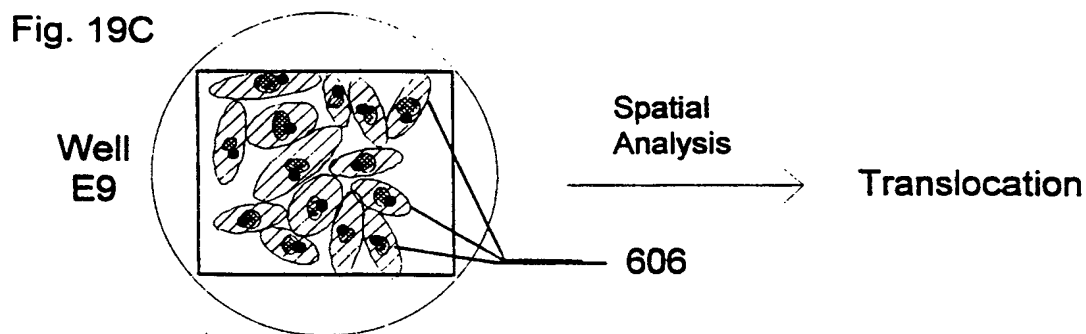 Fig. 19C
Well
E9
Spatial
Analysis
Translocation
606